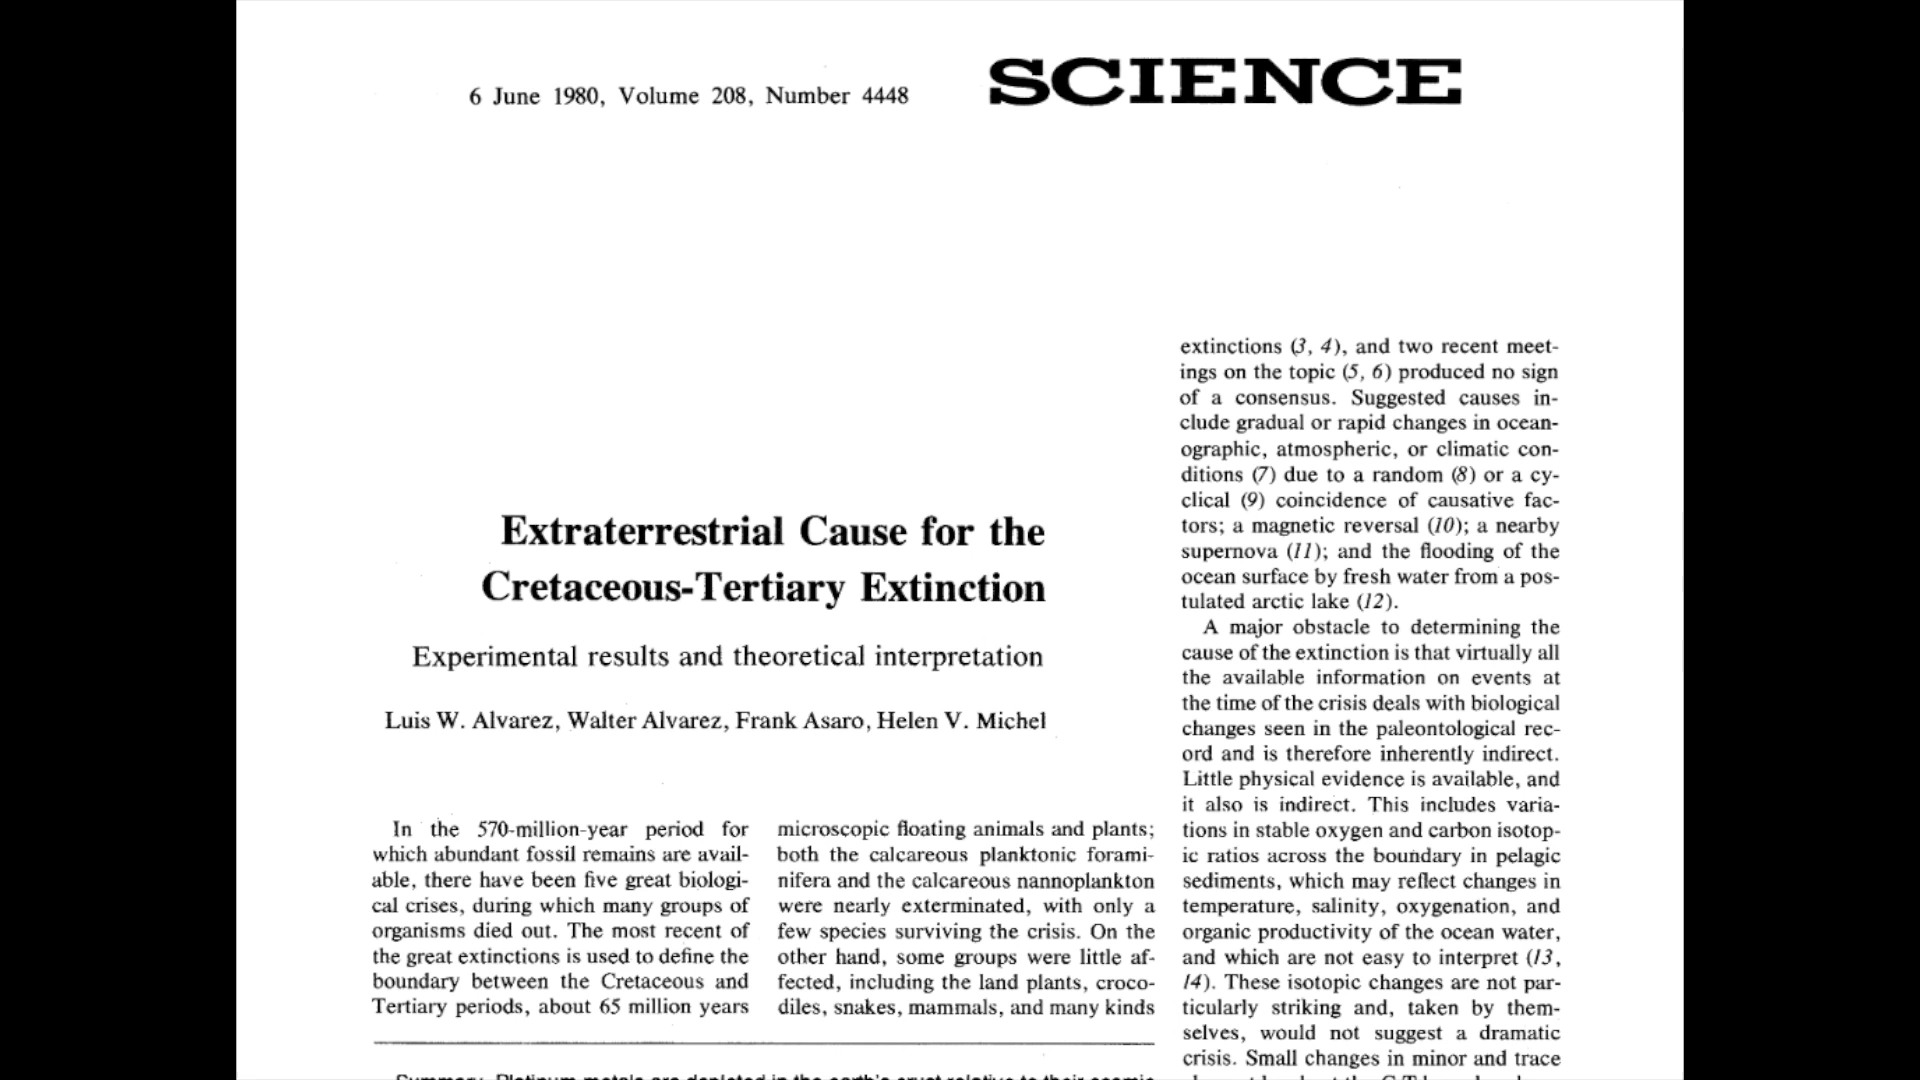 6 June 1980, Volume 208, Number 4448
SCIENCE
Extraterrestrial Cause for the
Cretaceous-Tertiary Extinction
Experimental results and theoretical interpretation
Luis W. Alvarez, Walter Alvarez, Frank Asaro, Helen V. Michel
In the 570-million-year period for
which abundant fossil remains are avail-
able, there have been five great biologi-
cal crises, during which many groups of
organisms died out. The most recent of
the great extinctions is used to define the
boundary between the Cretaceous and
Tertiary periods, about 65 million years
microscopic floating animals and plants;
both the calcareous planktonic forami-
nifera and the calcareous nannoplankton
were nearly exterminated, with only a
few species surviving the crisis. On the
other hand, some groups were little af-
fected, including the land plants, croco-
diles, snakes, mammals, and many kinds
extinctions (3, 4), and two recent meet-
ings on the topic (5, 6) produced no sign
of a consensus. Suggested causes in-
clude gradual or rapid changes in ocean-
ographic, atmospheric, or climatic con-
ditions (7) due to a random (8) or a cy-
clical (9) coincidence of causative fac-
tors; a magnetic reversal (10); a nearby
supernova (11); and the flooding of the
ocean surface by fresh water from a pos-
tulated arctic lake (12).
A major obstacle to determining the
cause of the extinction is that virtually all
the available information on events at
the time of the crisis deals with biological
changes seen in the paleontological rec-
ord and is therefore inherently indirect.
Little physical evidence is available, and
it also is indirect. This includes varia-
tions in stable oxygen and carbon isotop-
ic ratios across the boundary in pelagic
sediments, which may reflect changes in
temperature, salinity, oxygenation, and
organic productivity of the ocean water,
and which are not easy to interpret (13,
14). These isotopic changes are not par-
ticularly striking and, taken by them-
selves, would not suggest a dramatic
crisis. Small changes in minor and trace